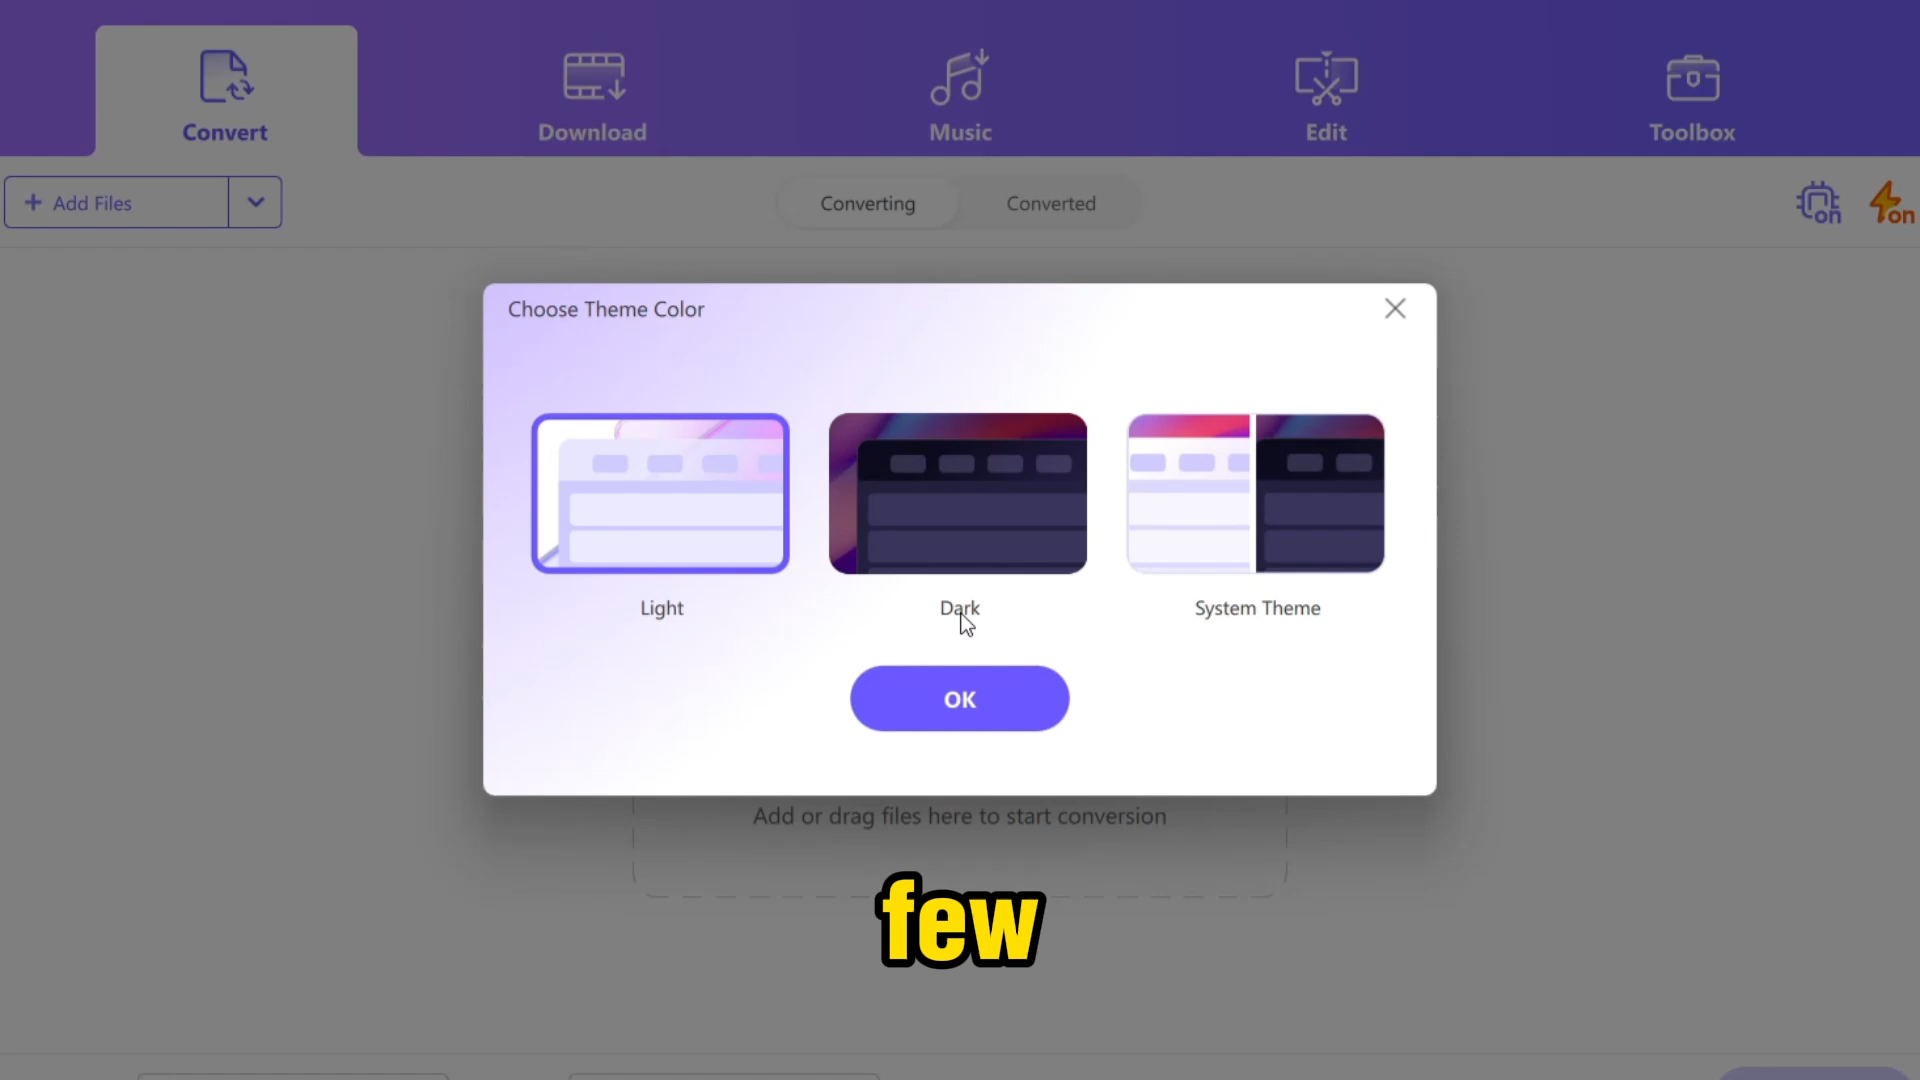 Convert
Download
Music
Edit
Toolbox
+ Add Files
Converting
Converted
on
on
Choose Theme Color
Light
Dark
System Theme
OK
Add or drag files here to start conversion
few